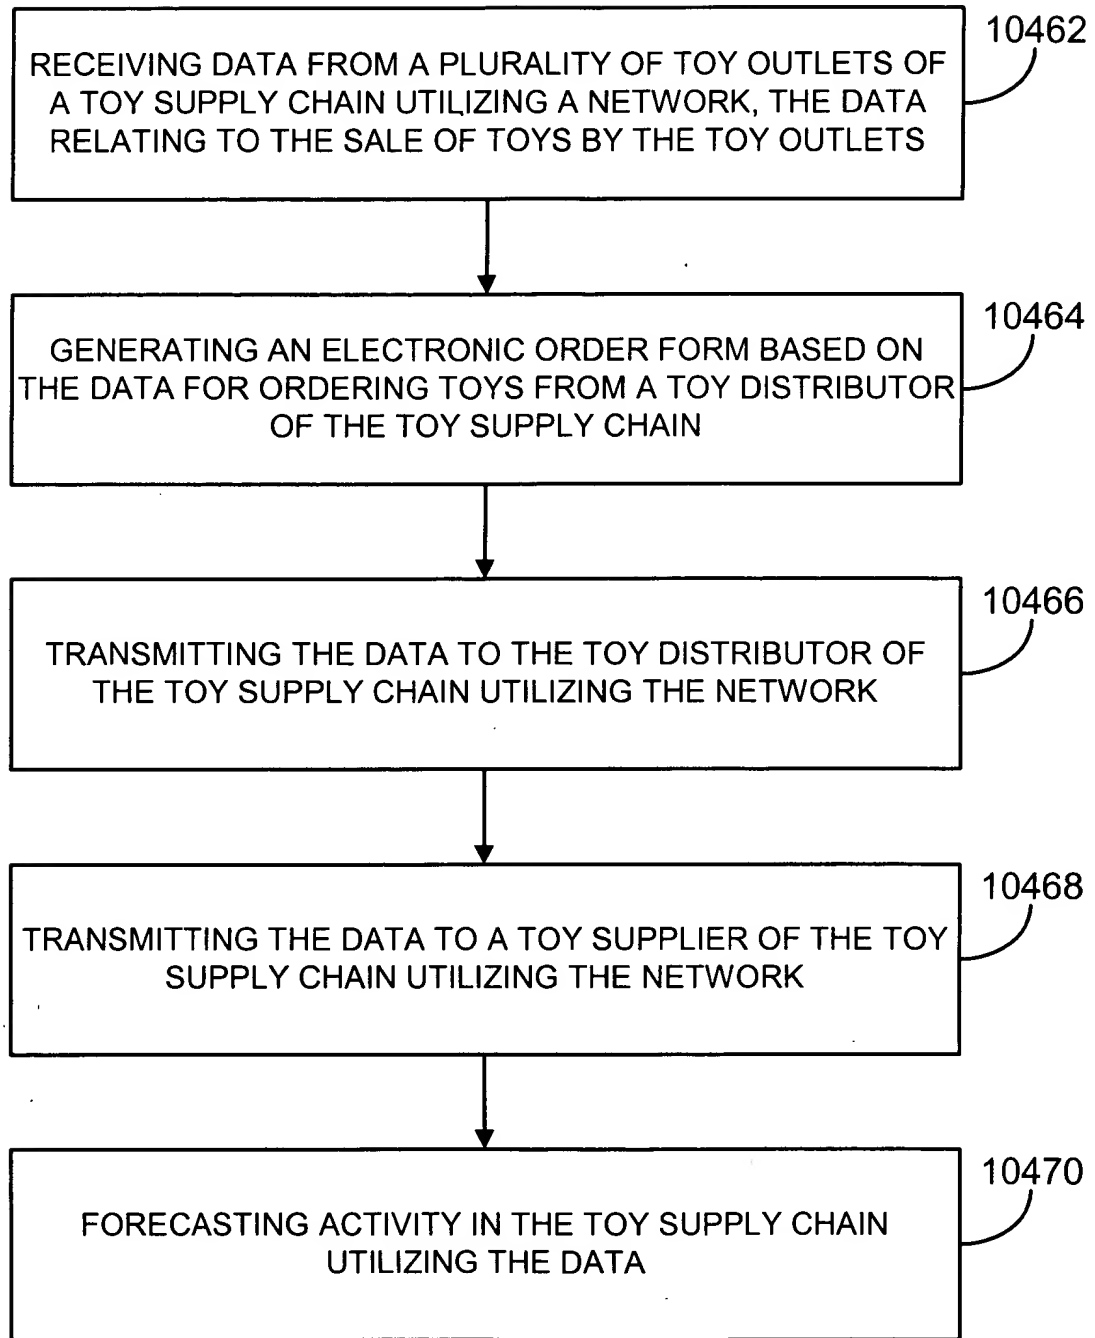 10462
RECEIVING DATA FROM A PLURALITY OF TOY OUTLETS OF
A TOY SUPPLY CHAIN UTILIZING A NETWORK, THE DATA
RELATING TO THE SALE OF TOYS BY THE TOY OUTLETS
10464
GENERATING AN ELECTRONIC ORDER FORM BASED ON
THE DATA FOR ORDERING TOYS FROM A TOY DISTRIBUTOR
OF THE TOY SUPPLY CHAIN
10466
TRANSMITTING THE DATA TO THE TOY DISTRIBUTOR OF
THE TOY SUPPLY CHAIN UTILIZING THE NETWORK
10468
TRANSMITTING THE DATA TO A TOY SUPPLIER OF THE TOY
SUPPLY CHAIN UTILIZING THE NETWORK
10470
FORECASTING ACTIVITY IN THE TOY SUPPLY CHAIN
UTILIZING THE DATA